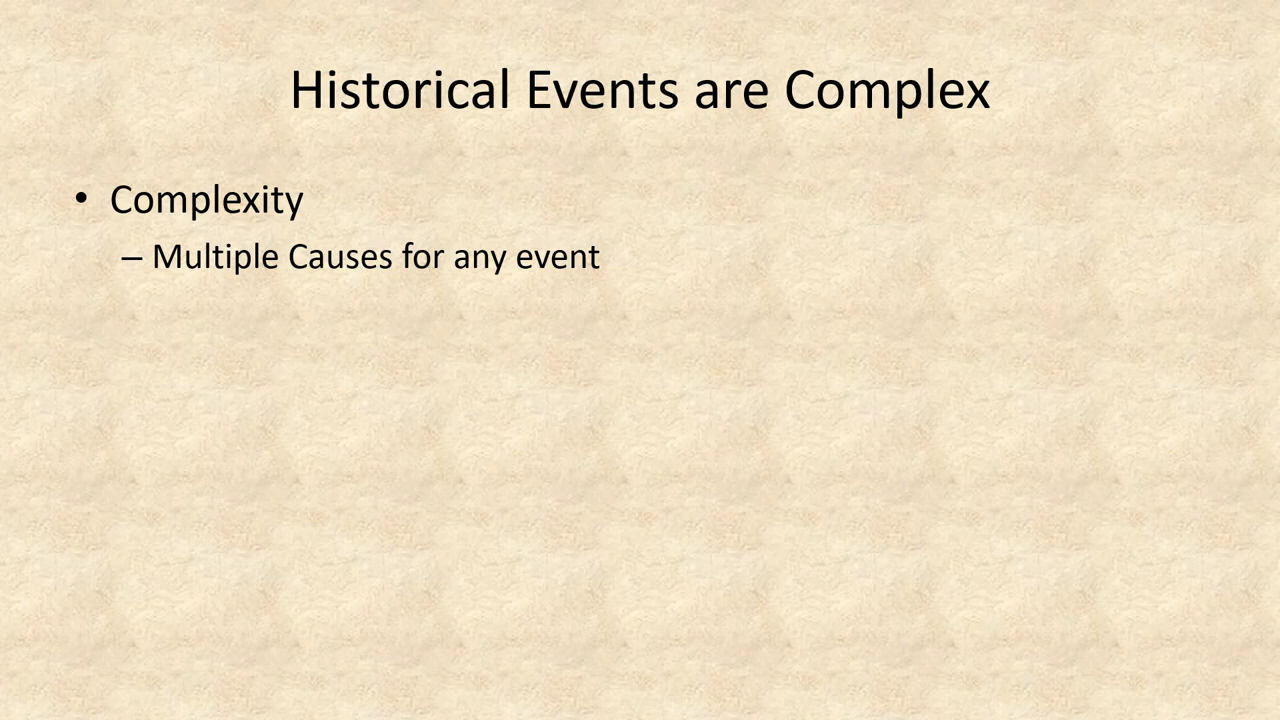 Historical Events are Complex
• Complexity
– Multiple Causes for any event